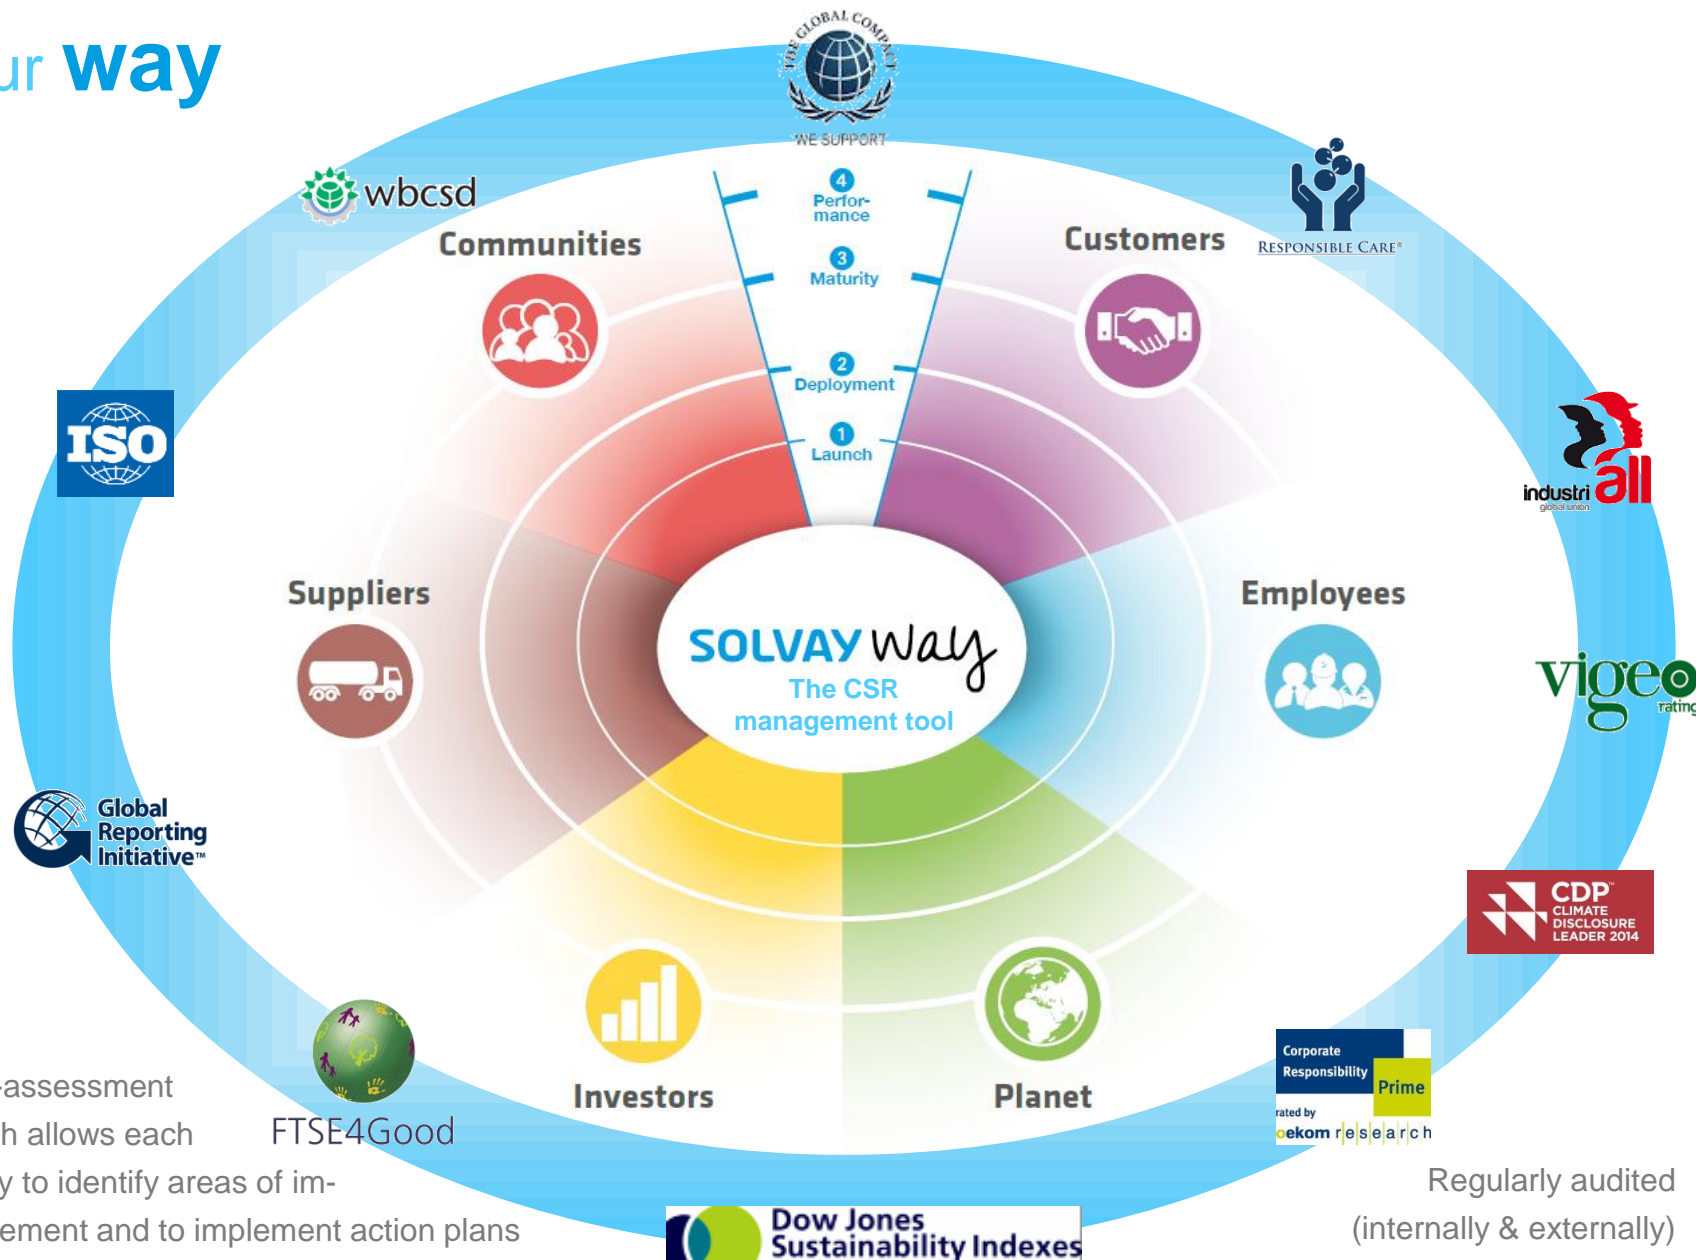 ur way
THE GLOBAL COMPACT
WE SUPPORT
wbcsd
RESPONSIBLE CARE®
4
Perfor-
mance
3
Maturity
2
Deployment
1
Launch
Communities
Customers
ISO
industri all
global union
Suppliers
Employees
SOLVAY way
The CSR
management tool
vigeo
rating
Global
Reporting
Initiative™
CDP™
CLIMATE
DISCLOSURE
LEADER 2014
Investors
Planet
FTSE4Good
Corporate
Responsibility
Prime
rated by
oekom research
-assessment
h allows each
y to identify areas of im-
ement and to implement action plans
Dow Jones
Sustainability Indexes
Regularly audited
(internally & externally)